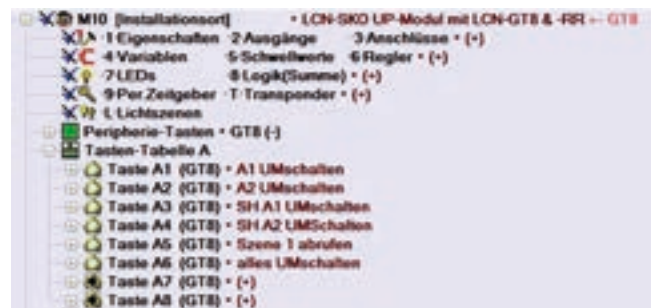 M10 [Installationsort] • LCN-SKO UP-Modul mit LCN-GT8 & -RR -- GT8
1 Eigenschaften 2 Ausgänge 3 Anschlüsse • (+)
4 Variablen 5 Schwellwerte 6 Regler • (+)
7 LEDs 8 Logik(Summe) • (+)
9 Per.Zeitgeber T Transponder • (+)
L Lichtszenen
Peripherie-Tasten • GT8 (-)
Tasten-Tabelle A
Taste A1 (GT8) • A1 UMschalten
Taste A2 (GT8) • A2 UMschalten
Taste A3 (GT8) • SH A1 UMschalten
Taste A4 (GT8) • SH A2 UMSchalten
Taste A5 (GT8) • Szene 1 abrufen
Taste A6 (GT8) • alles UMschalten
Taste A7 (GT8) • (+)
Taste A8 (GT8) • (+)